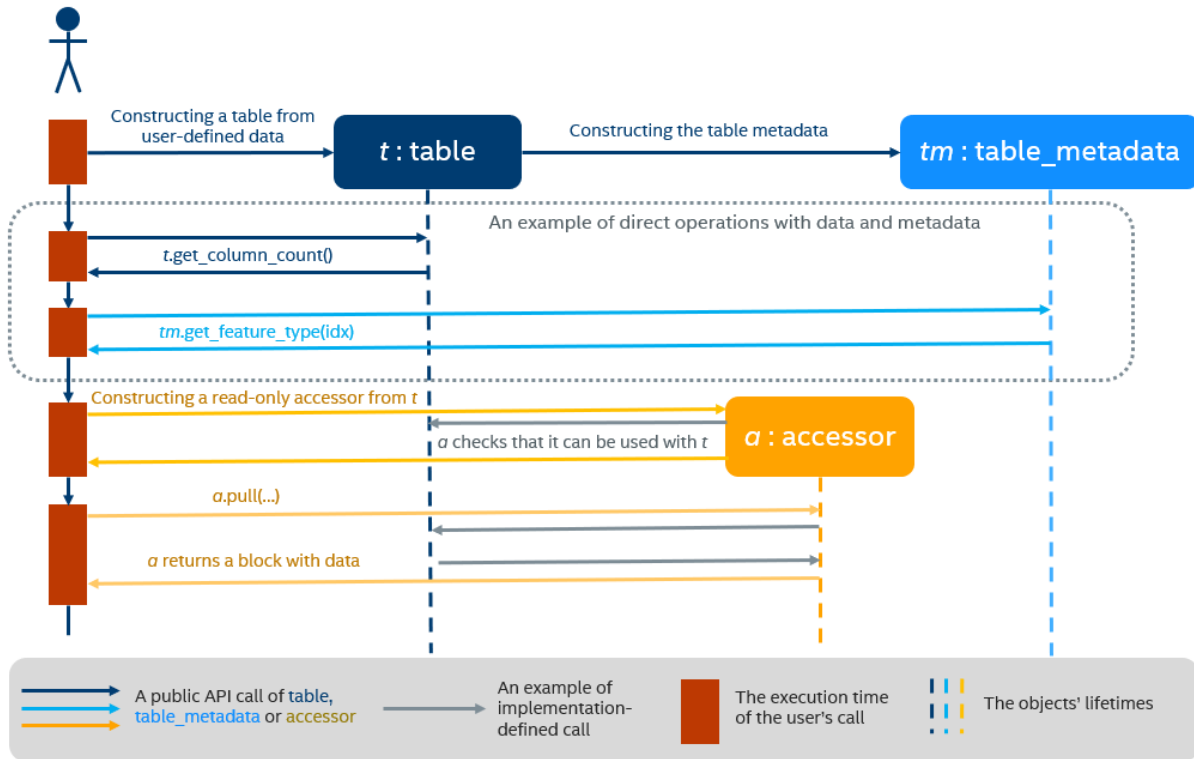 Constructing a table from
user-defined data
t : table
Constructing the table metadata
tm : table_metadata
An example of direct operations with data and metadata
t.get_column_count()
tm.get_feature_type(idx)
Constructing a read-only accessor from t
a checks that it can be used with t
a : accessor
a.pull(...)
a returns a block with data
A public API call of table,
table_metadata or accessor
An example of
implementation-
defined call
The execution time
of the user's call
The objects' lifetimes